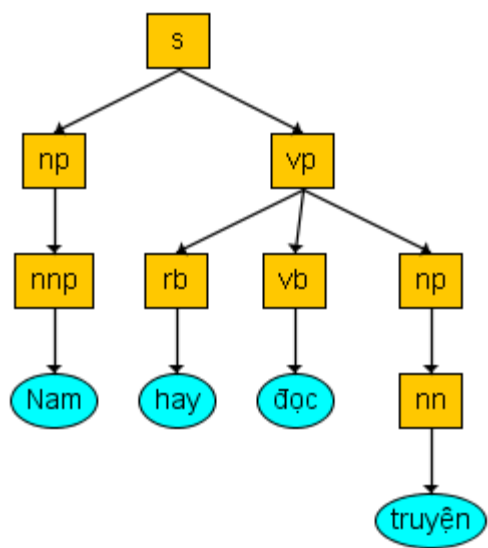 s
np vp
nnp rb vb np
Nam hay đọc nn
truyện